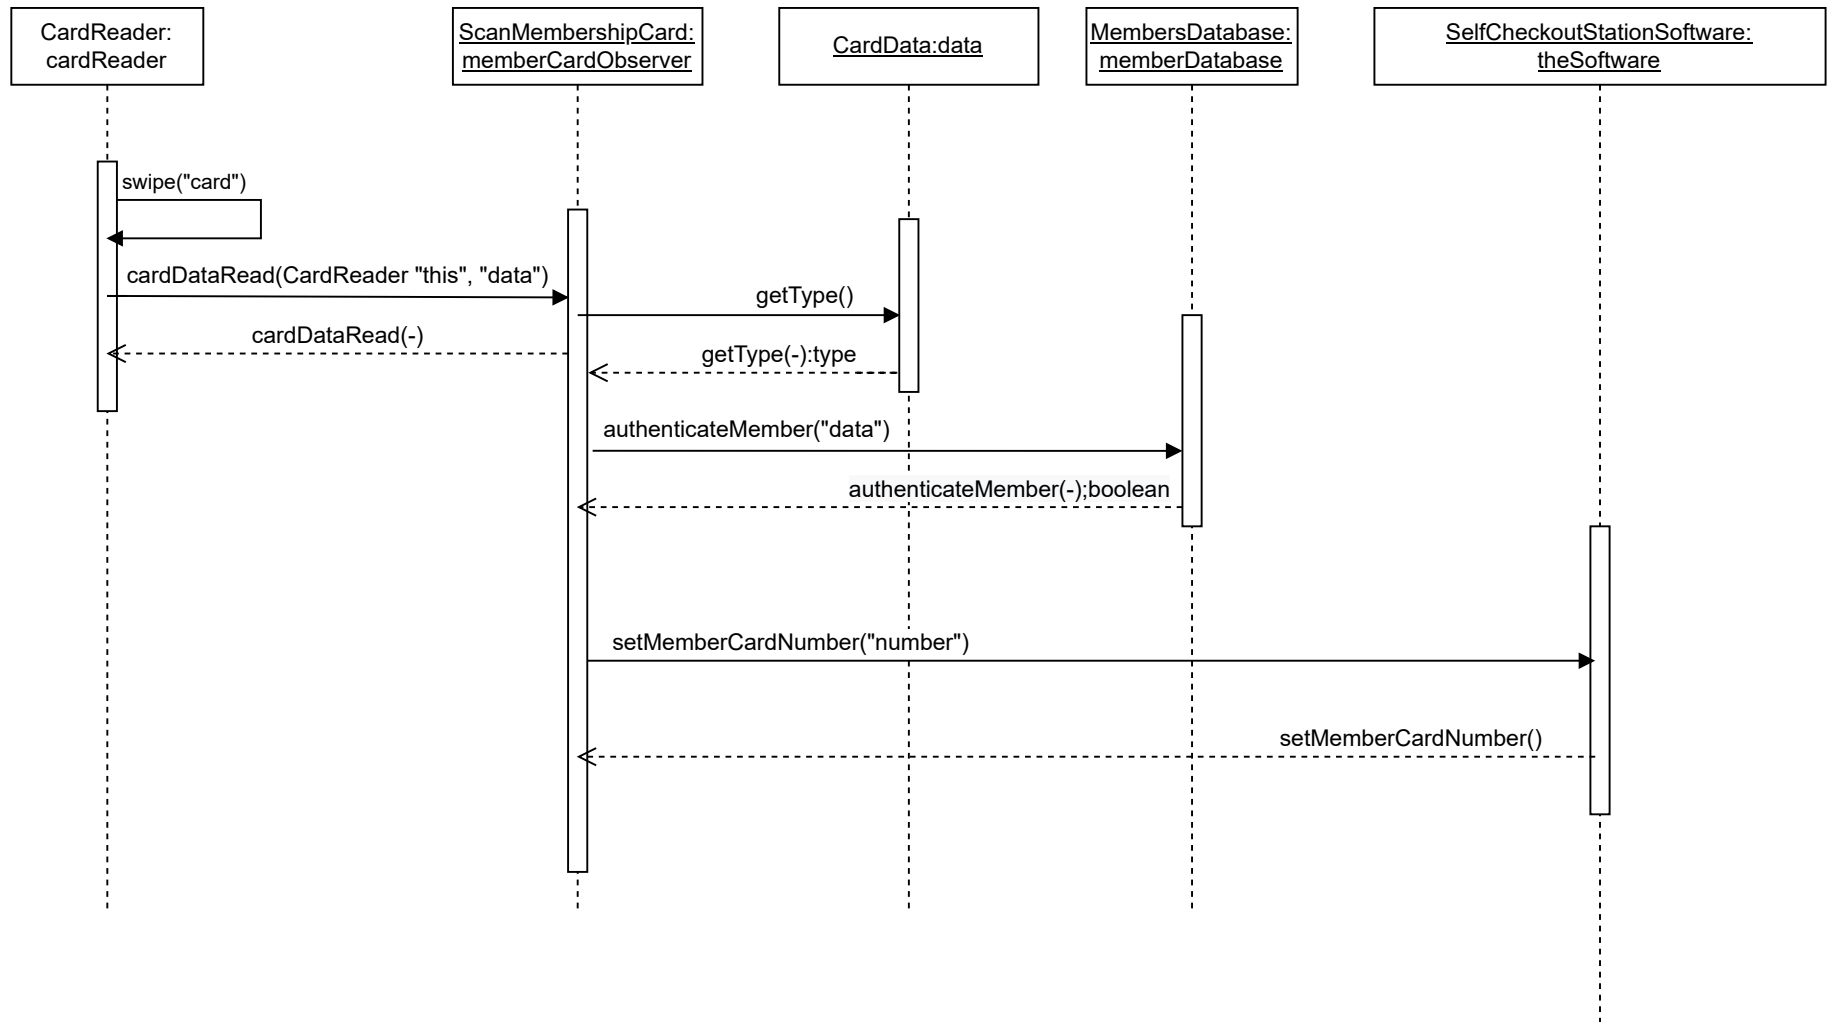 CardReader:
cardReader
ScanMembershipCard:
memberCardObserver
CardData:data
MembersDatabase:
memberDatabase
SelfCheckoutStationSoftware:
theSoftware
swipe("card")
cardDataRead(CardReader "this", "data")
getType()
cardDataRead(-)
getType(-):type
authenticateMember("data")
authenticateMember(-);boolean
setMemberCardNumber("number")
setMemberCardNumber()